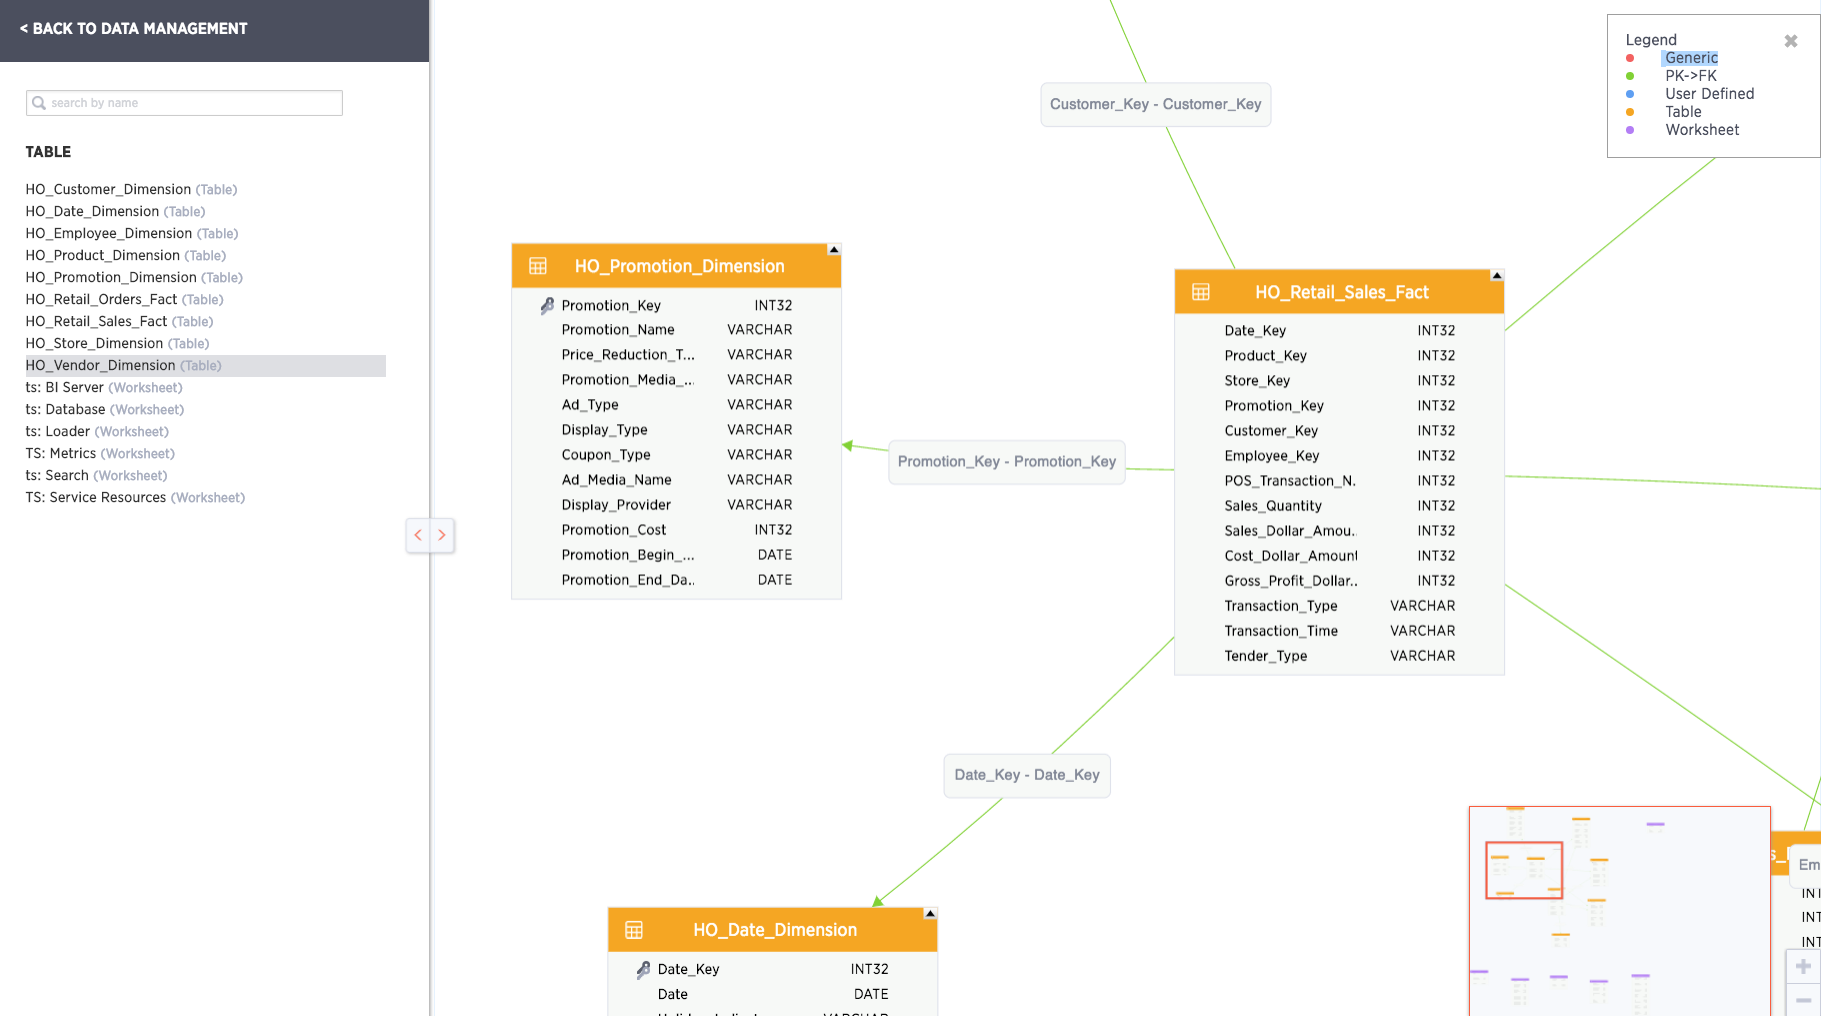 < BACK TO DATA MANAGEMENT
search by name
TABLE
HO_Customer_Dimension (Table)
HO_Date_Dimension (Table)
HO_Employee_Dimension (Table)
HO_Product_Dimension (Table)
HO_Promotion_Dimension (Table)
HO_Retail_Orders_Fact (Table)
HO_Retail_Sales_Fact (Table)
HO_Store_Dimension (Table)
HO_Vendor_Dimension (Table)
ts: BI Server (Worksheet)
ts: Database (Worksheet)
ts: Loader (Worksheet)
TS: Metrics (Worksheet)
ts: Search (Worksheet)
TS: Service Resources (Worksheet)
Customer_Key - Customer_Key
HO_Promotion_Dimension
Promotion_Key INT32
Promotion_Name VARCHAR
Price_Reduction_T... VARCHAR
Promotion_Media_... VARCHAR
Ad_Type VARCHAR
Display_Type VARCHAR
Coupon_Type VARCHAR
Ad_Media_Name VARCHAR
Display_Provider VARCHAR
Promotion_Cost INT32
Promotion_Begin_... DATE
Promotion_End_Da.. DATE
Promotion_Key - Promotion_Key
HO_Retail_Sales_Fact
Date_Key INT32
Product_Key INT32
Store_Key INT32
Promotion_Key INT32
Customer_Key INT32
Employee_Key INT32
POS_Transaction_N. INT32
Sales_Quantity INT32
Sales_Dollar_Amou.. INT32
Cost_Dollar_Amount INT32
Gross_Profit_Dollar.. INT32
Transaction_Type VARCHAR
Transaction_Time VARCHAR
Tender_Type VARCHAR
Date_Key - Date_Key
HO_Date_Dimension
Date_Key INT32
Date DATE
Legend
Generic
PK->FK
User Defined
Table
Worksheet
Em
INT
INT
INT